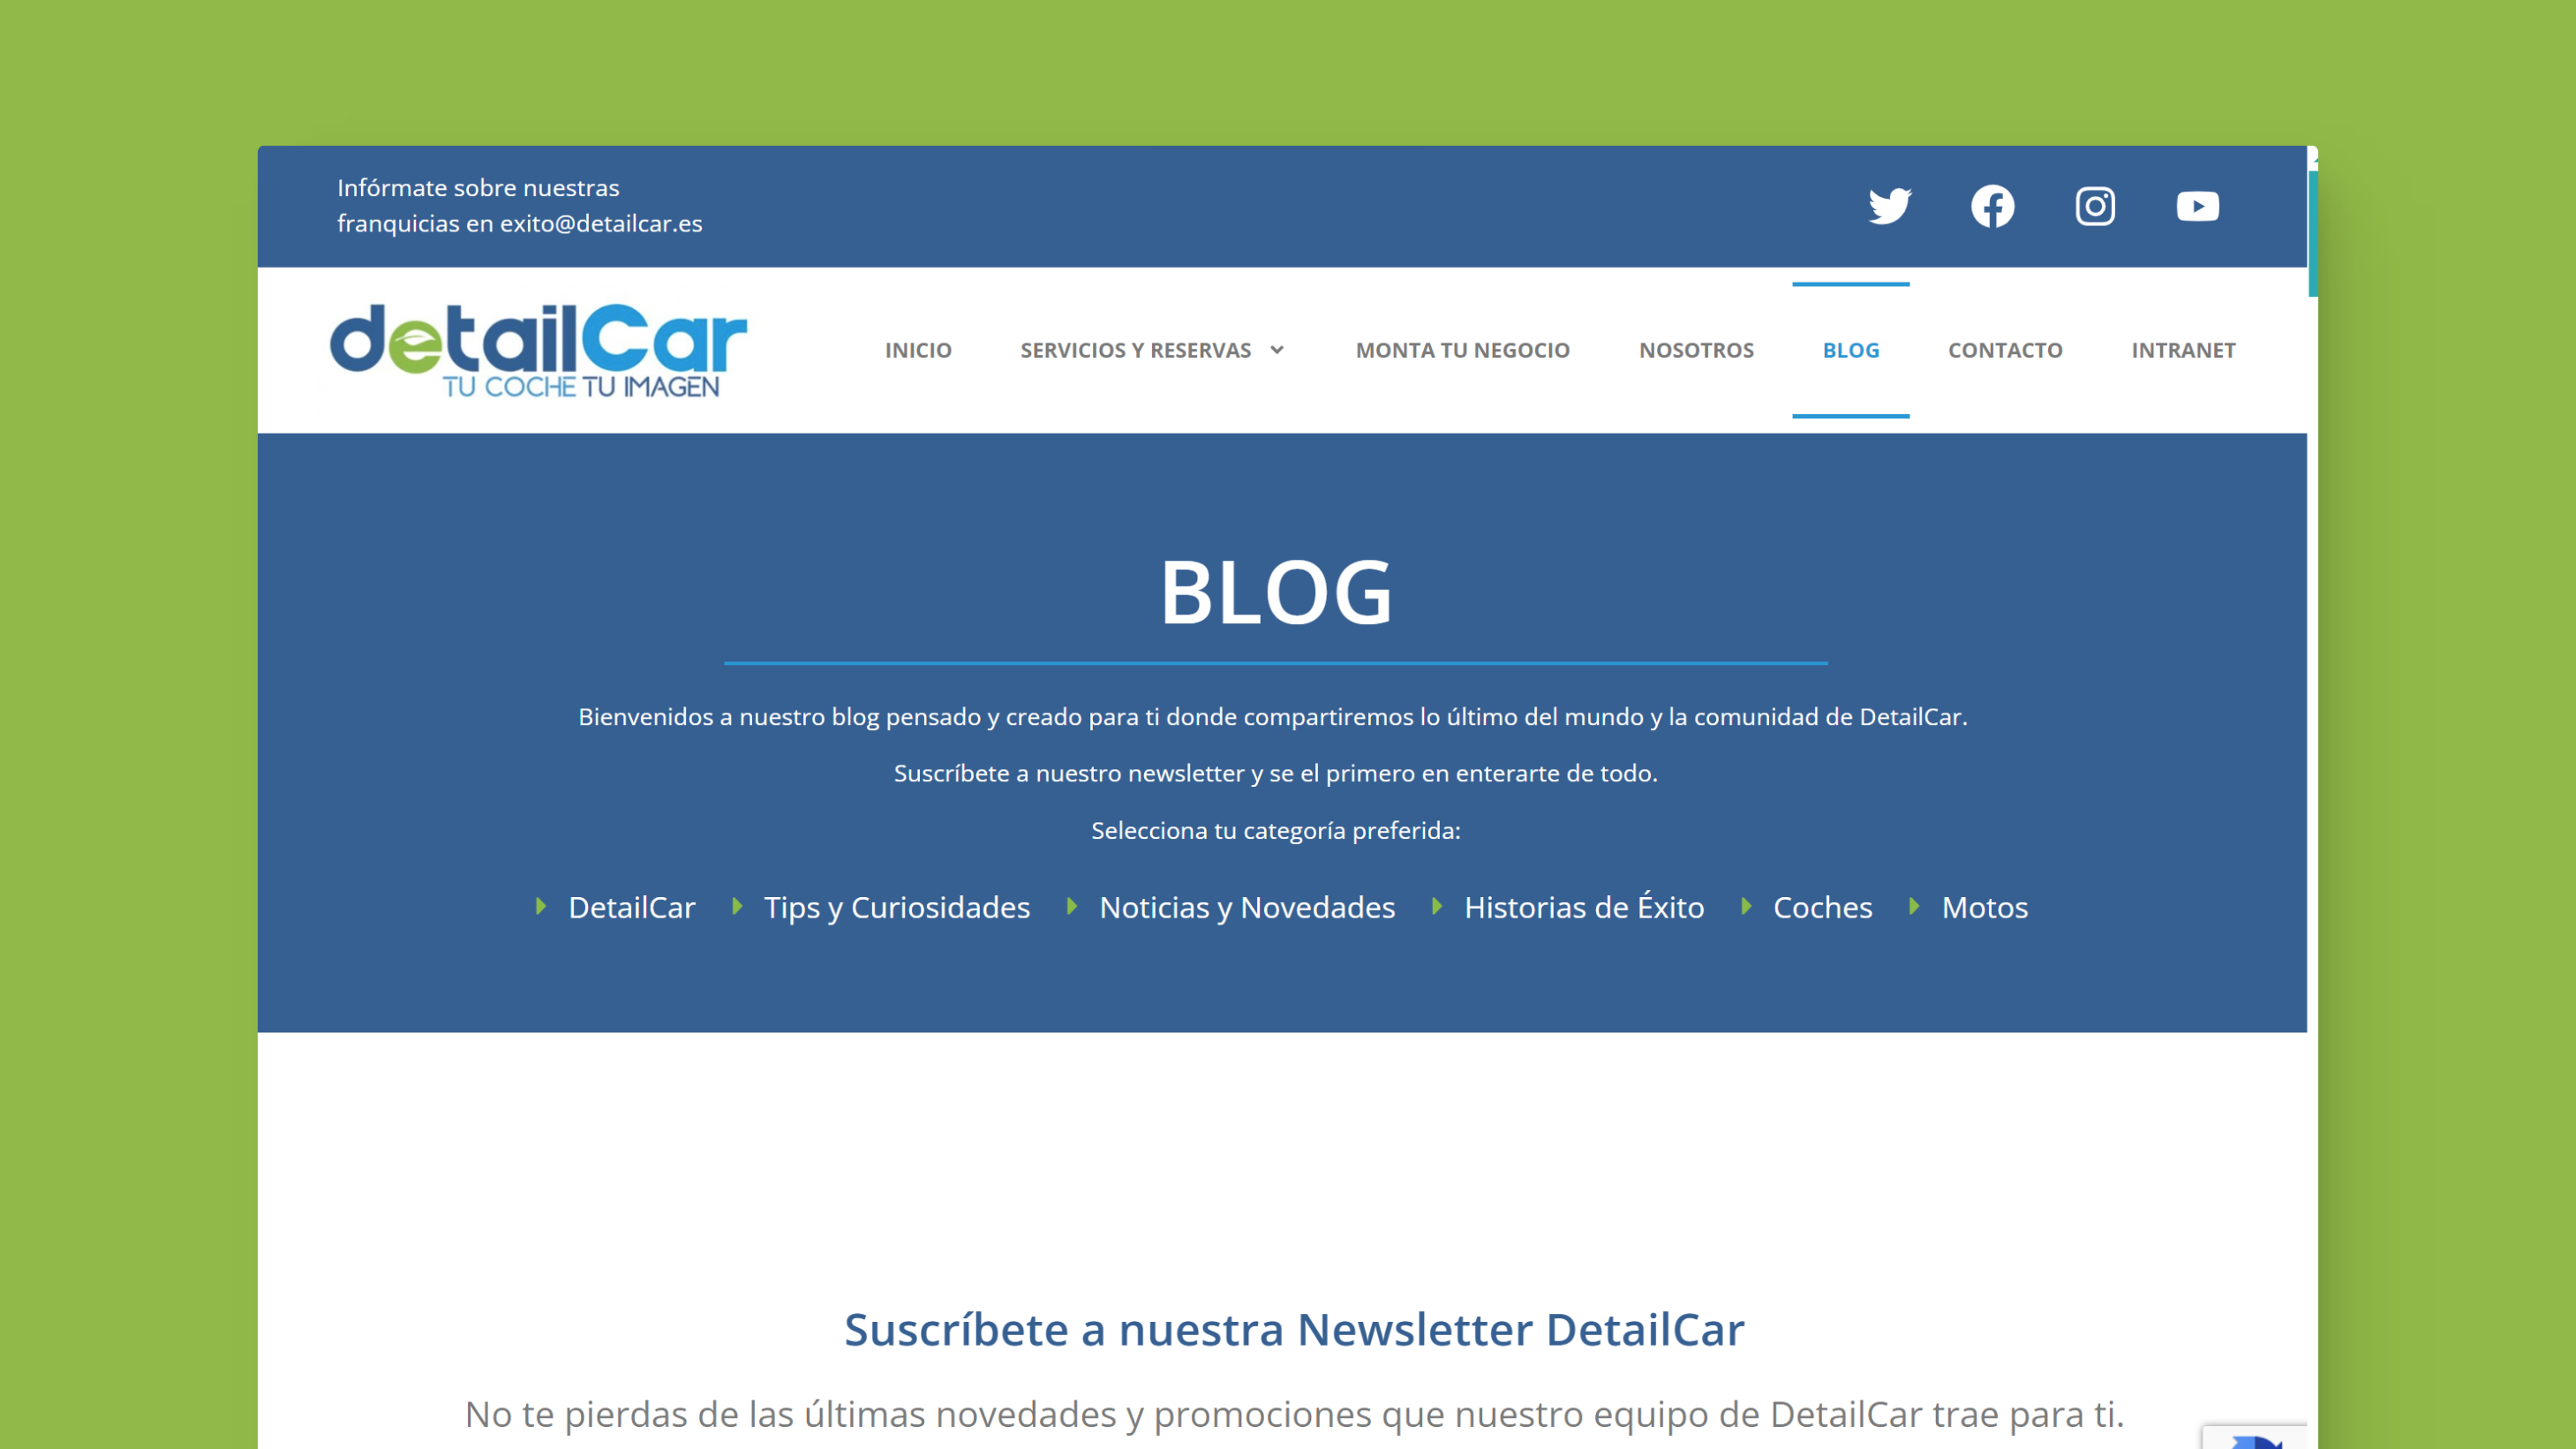 Infórmate sobre nuestras
franquicias en exito@detailcar.es
detailCar
TU COCHE TU IMAGEN
INICIO SERVICIOS Y RESERVAS MONTA TU NEGOCIO NOSOTROS BLOG CONTACTO INTRANET
BLOG
Bienvenidos a nuestro blog pensado y creado para ti donde compartiremos lo último del mundo y la comunidad de DetailCar.
Suscríbete a nuestro newsletter y se el primero en enterarte de todo.
Selecciona tu categoría preferida:
DetailCar Tips y Curiosidades Noticias y Novedades Historias de Éxito Coches Motos
Suscríbete a nuestra Newsletter DetailCar
No te pierdas de las últimas novedades y promociones que nuestro equipo de DetailCar trae para ti.